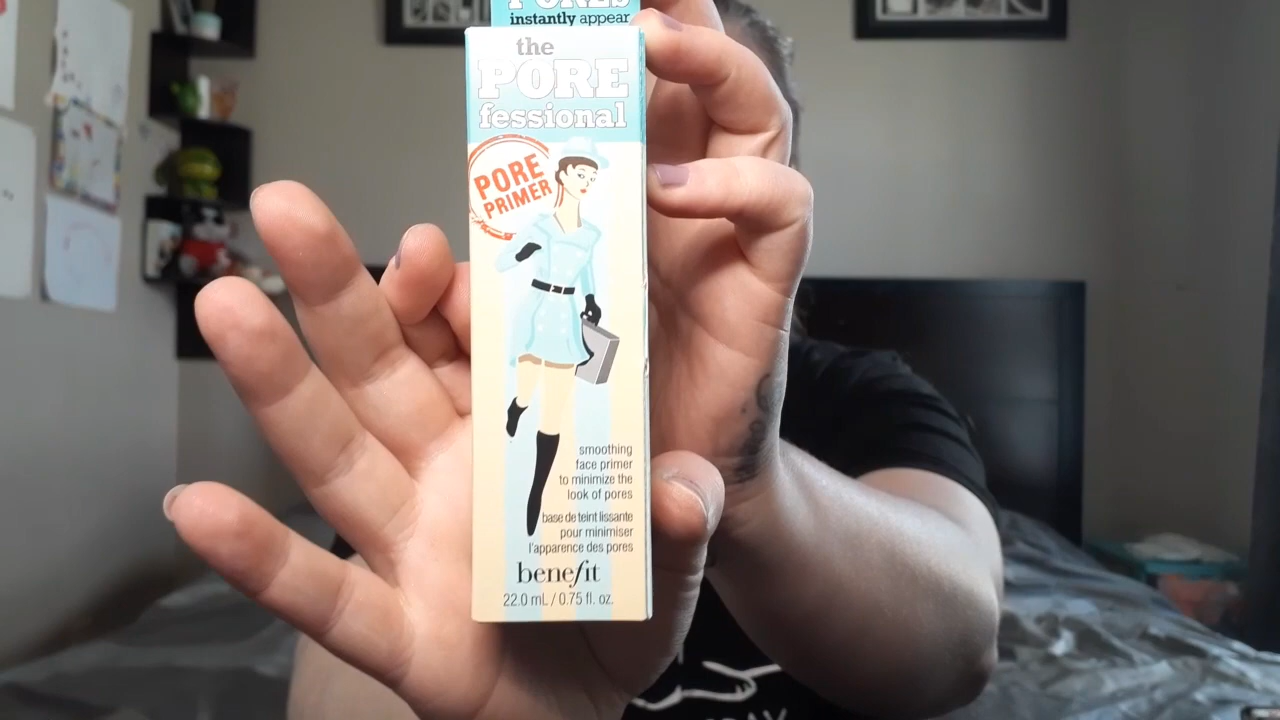 PORES
instantly appear
the
PORE
fessional
PORE
PRIMER
smoothing
face primer
to minimize the
look of pores
base de teint lissante
pour minimiser
l'apparence des pores
benefit
22.0 mL / 0.75 fl. oz.